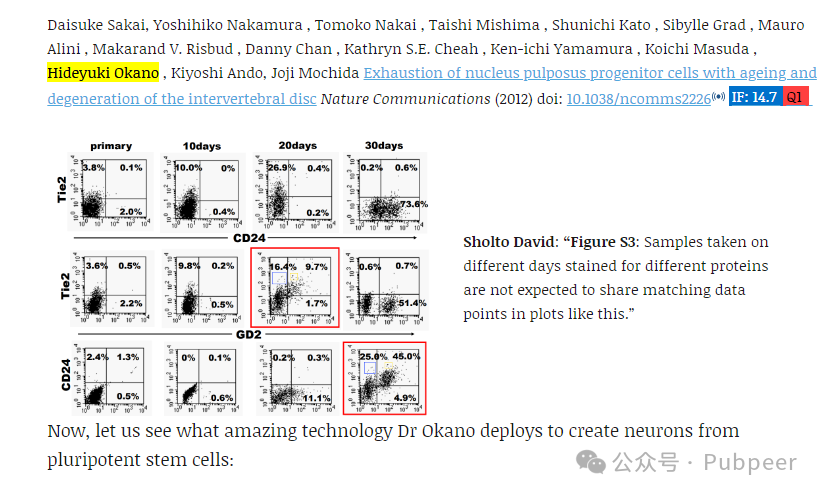 Daisuke Sakai, Yoshihiko Nakamura , Tomoko Nakai , Taishi Mishima , Shunichi Kato , Sibylle Grad , Mauro
Alini , Makarand V. Risbud , Danny Chan , Kathryn S.E. Cheah , Ken-ichi Yamamura , Koichi Masuda ,
Hideyuki Okano , Kiyoshi Ando, Joji Mochida Exhaustion of nucleus pulposus progenitor cells with ageing and
degeneration of the intervertebral disc Nature Communications (2012) doi: 10.1038/ncomms2226 IF: 14.7 Q1
primary 10days 20days 30days
Tie2
3.8% 0.1% 10.0% 0% 26.9% 0.4% 0.2% 0.6%
2.0% 0.4% 0.2% 73.6%
CD24
Tie2
3.6% 0.5% 9.8% 0.2% 16.4% 9.7% 0.6% 0.7%
2.2% 0.5% 1.7% 51.4%
GD2
CD24
2.4% 1.3% 0% 0.1% 0.2% 0.3% 25.0% 45.0%
0.5% 0.6% 11.1% 4.9%
Sholto David: “Figure S3: Samples taken on
different days stained for different proteins
are not expected to share matching data
points in plots like this.”
Now, let us see what amazing technology Dr Okano deploys to create neurons from
pluripotent stem cells:
公众号 · Pubpeer